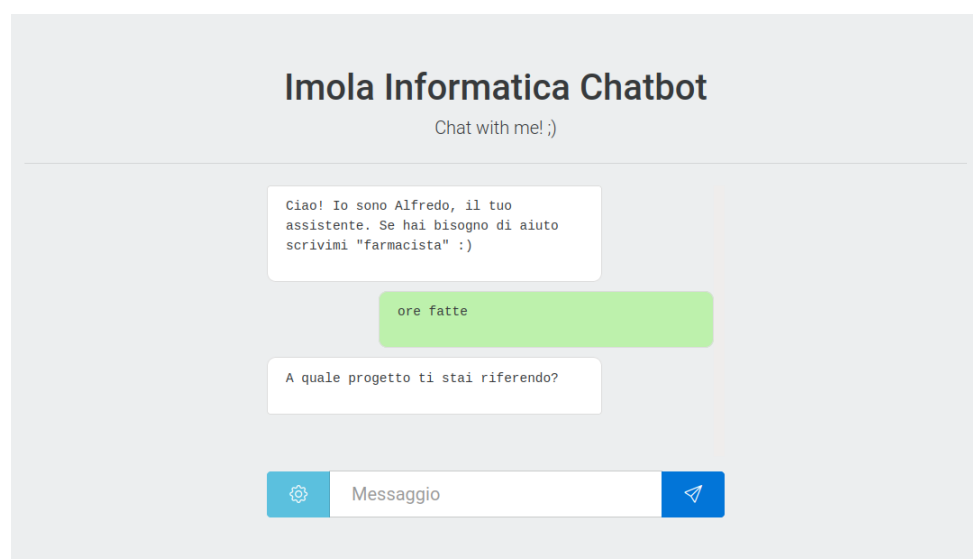 Imola Informatica Chatbot
Chat with me! ;)
Ciao! Io sono Alfredo, il tuo
assistente. Se hai bisogno di aiuto
scrivimi "farmacista" :)
ore fatte
A quale progetto ti stai riferendo?
Messaggio